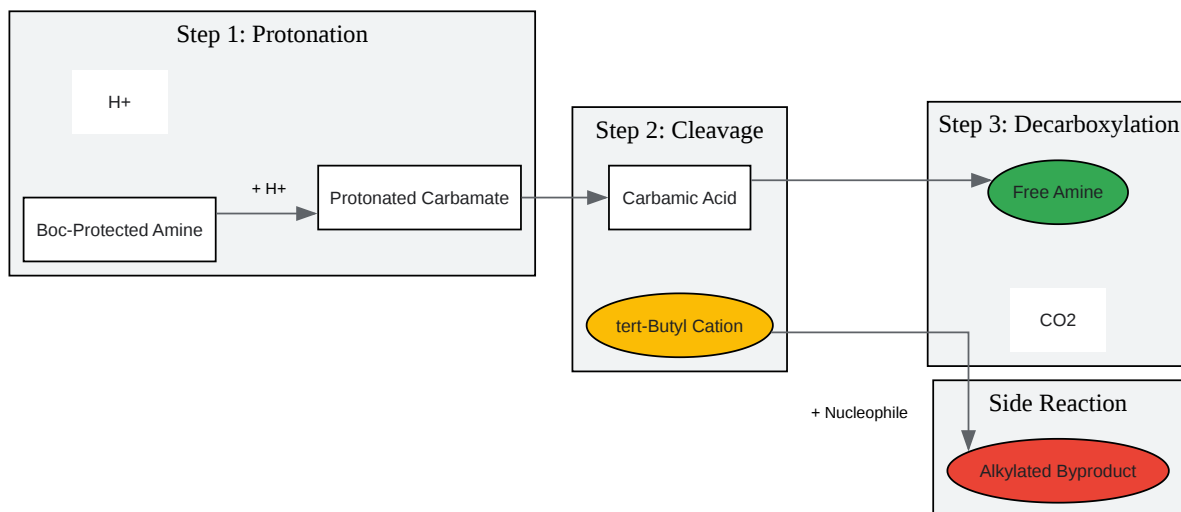 Step 1: Protonation
H+
Boc-Protected Amine
+ H+
Protonated Carbamate
Step 2: Cleavage
Carbamic Acid
tert-Butyl Cation
Step 3: Decarboxylation
Free Amine
CO2
+ Nucleophile
Side Reaction
Alkylated Byproduct